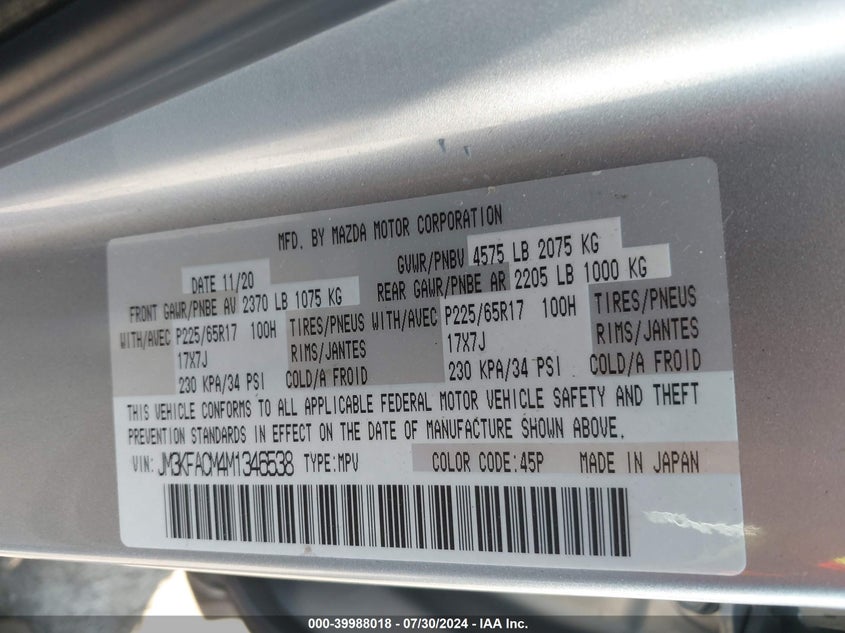 MFD. BY MAZDA MOTOR CORPORATION
DATE 11/20 GVWR/PNBV 4575 LB 2075 KG
FRONT GAWR/PNBE AV 2370 LB 1075 KG REAR GAWR/PNBE AR 2205 LB 1000 KG
WITH/AVEC P225/65R17 100H TIRES/PNEUS WITH/AVEC P225/65R17 100H TIRES/PNEUS
17X7J RIMS/JANTES 17X7J RIMS/JANTES
230 KPA/34 PSI COLD/A FROID 230 KPA/34 PSI COLD/A FROID
THIS VEHICLE CONFORMS TO ALL APPLICABLE FEDERAL MOTOR VEHICLE SAFETY AND THEFT
PREVENTION STANDARDS IN EFFECT ON THE DATE OF MANUFACTURE SHOWN ABOVE.
VIN: JM3KFACM4M1346538 TYPE:MPV COLOR CODE:45P MADE IN JAPAN
000-39988018 - 07/30/2024 - IAA Inc.